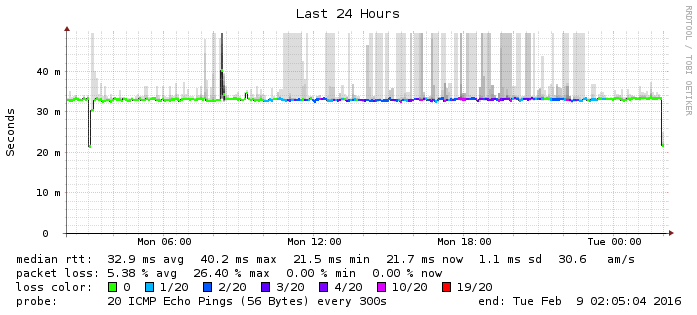 Last 24 Hours
RRDTOOL / TOBI OETIKER
Seconds
40 m
30 m
20 m
10 m
0
Mon 06:00 Mon 12:00 Mon 18:00 Tue 00:00
median rtt: 32.9 ms avg 40.2 ms max 21.5 ms min 21.7 ms now 1.1 ms sd 30.6 am/s
packet loss: 5.38 % avg 26.40 % max 0.00 % min 0.00 % now
loss color: 0 1/20 2/20 3/20 4/20 10/20 19/20
probe: 20 ICMP Echo Pings (56 Bytes) every 300s end: Tue Feb 9 02:05:04 2016